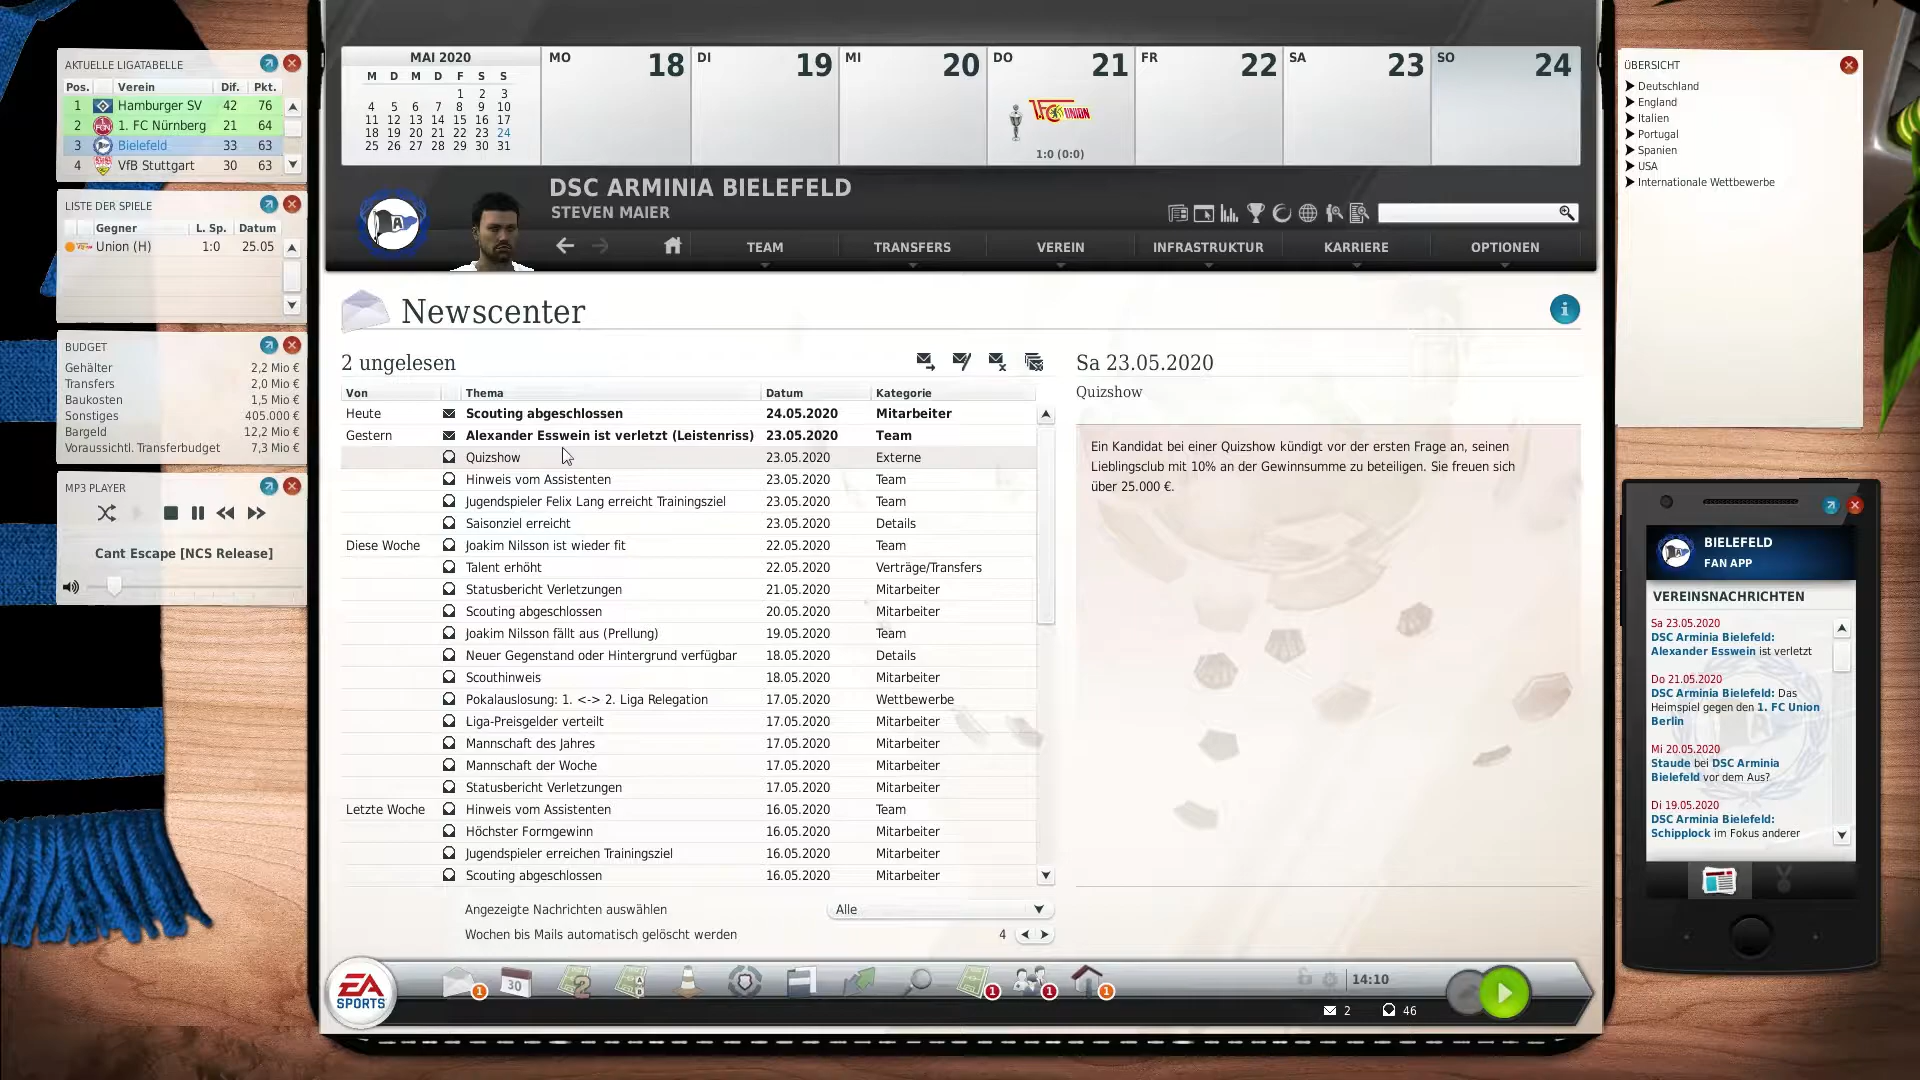 AKTUELLE LIGATABELLE
Pos. Verein Dif. Pkt.
1 Hamburger SV 42 76
2 1. FC Nürnberg 21 64
3 Bielefeld 33 63
4 VfB Stuttgart 30 63
LISTE DER SPIELE
Gegner L. Sp. Datum
Union (H) 1:0 25.05
BUDGET
Gehälter 2,2 Mio €
Transfers 2,0 Mio €
Baukosten 1,5 Mio €
Sonstiges 405.000 €
Bargeld 12,2 Mio €
Voraussichtl. Transferbudget 7,3 Mio €
MP3 PLAYER
Cant Escape [NCS Release]
MAI 2020
M D M D F S S
1 2 3
4 5 6 7 8 9 10
11 12 13 14 15 16 17
18 19 20 21 22 23 24
25 26 27 28 29 30 31
MO 18
DI 19
MI 20
DO 21
FC UNION
1:0 (0:0)
FR 22
SA 23
SO 24
DSC ARMINIA BIELEFELD
STEVEN MAIER
TEAM TRANSFERS VEREIN INFRASTRUKTUR KARRIERE OPTIONEN
Newscenter
2 ungelesen
Von Thema Datum Kategorie
Heute Scouting abgeschlossen 24.05.2020 Mitarbeiter
Gestern Alexander Esswein ist verletzt (Leistenriss) 23.05.2020 Team
Quizshow 23.05.2020 Externe
Hinweis vom Assistenten 23.05.2020 Team
Jugendspieler Felix Lang erreicht Trainingsziel 23.05.2020 Team
Saisonziel erreicht 23.05.2020 Details
Diese Woche Joakim Nilsson ist wieder fit 22.05.2020 Team
Talent erhöht 22.05.2020 Verträge/Transfers
Statusbericht Verletzungen 21.05.2020 Mitarbeiter
Scouting abgeschlossen 20.05.2020 Mitarbeiter
Joakim Nilsson fällt aus (Prellung) 19.05.2020 Team
Neuer Gegenstand oder Hintergrund verfügbar 18.05.2020 Details
Scouthinweis 18.05.2020 Mitarbeiter
Pokalauslosung: 1. <-> 2. Liga Relegation 17.05.2020 Wettbewerbe
Liga-Preisgelder verteilt 17.05.2020 Mitarbeiter
Mannschaft des Jahres 17.05.2020 Mitarbeiter
Mannschaft der Woche 17.05.2020 Mitarbeiter
Statusbericht Verletzungen 17.05.2020 Mitarbeiter
Letzte Woche Hinweis vom Assistenten 16.05.2020 Team
Höchster Formgewinn 16.05.2020 Mitarbeiter
Jugendspieler erreichen Trainingsziel 16.05.2020 Mitarbeiter
Scouting abgeschlossen 16.05.2020 Mitarbeiter
Angezeigte Nachrichten auswählen Alle
Wochen bis Mails automatisch gelöscht werden 4
Sa 23.05.2020
Quizshow
Ein Kandidat bei einer Quizshow kündigt vor der ersten Frage an, seinen
Lieblingsclub mit 10% an der Gewinnsumme zu beteiligen. Sie freuen sich
über 25.000 €.
EA
SPORTS
1 30 2 1 1 1
14:10
2 46
ÜBERSICHT
Deutschland
England
Italien
Portugal
Spanien
USA
Internationale Wettbewerbe
BIELEFELD
FAN APP
VEREINSNACHRICHTEN
Sa 23.05.2020
DSC Arminia Bielefeld:
Alexander Esswein ist verletzt
Do 21.05.2020
DSC Arminia Bielefeld: Das
Heimspiel gegen den 1. FC Union
Berlin
Mi 20.05.2020
Staude bei DSC Arminia
Bielefeld vor dem Aus?
Di 19.05.2020
DSC Arminia Bielefeld:
Schipplock im Fokus anderer